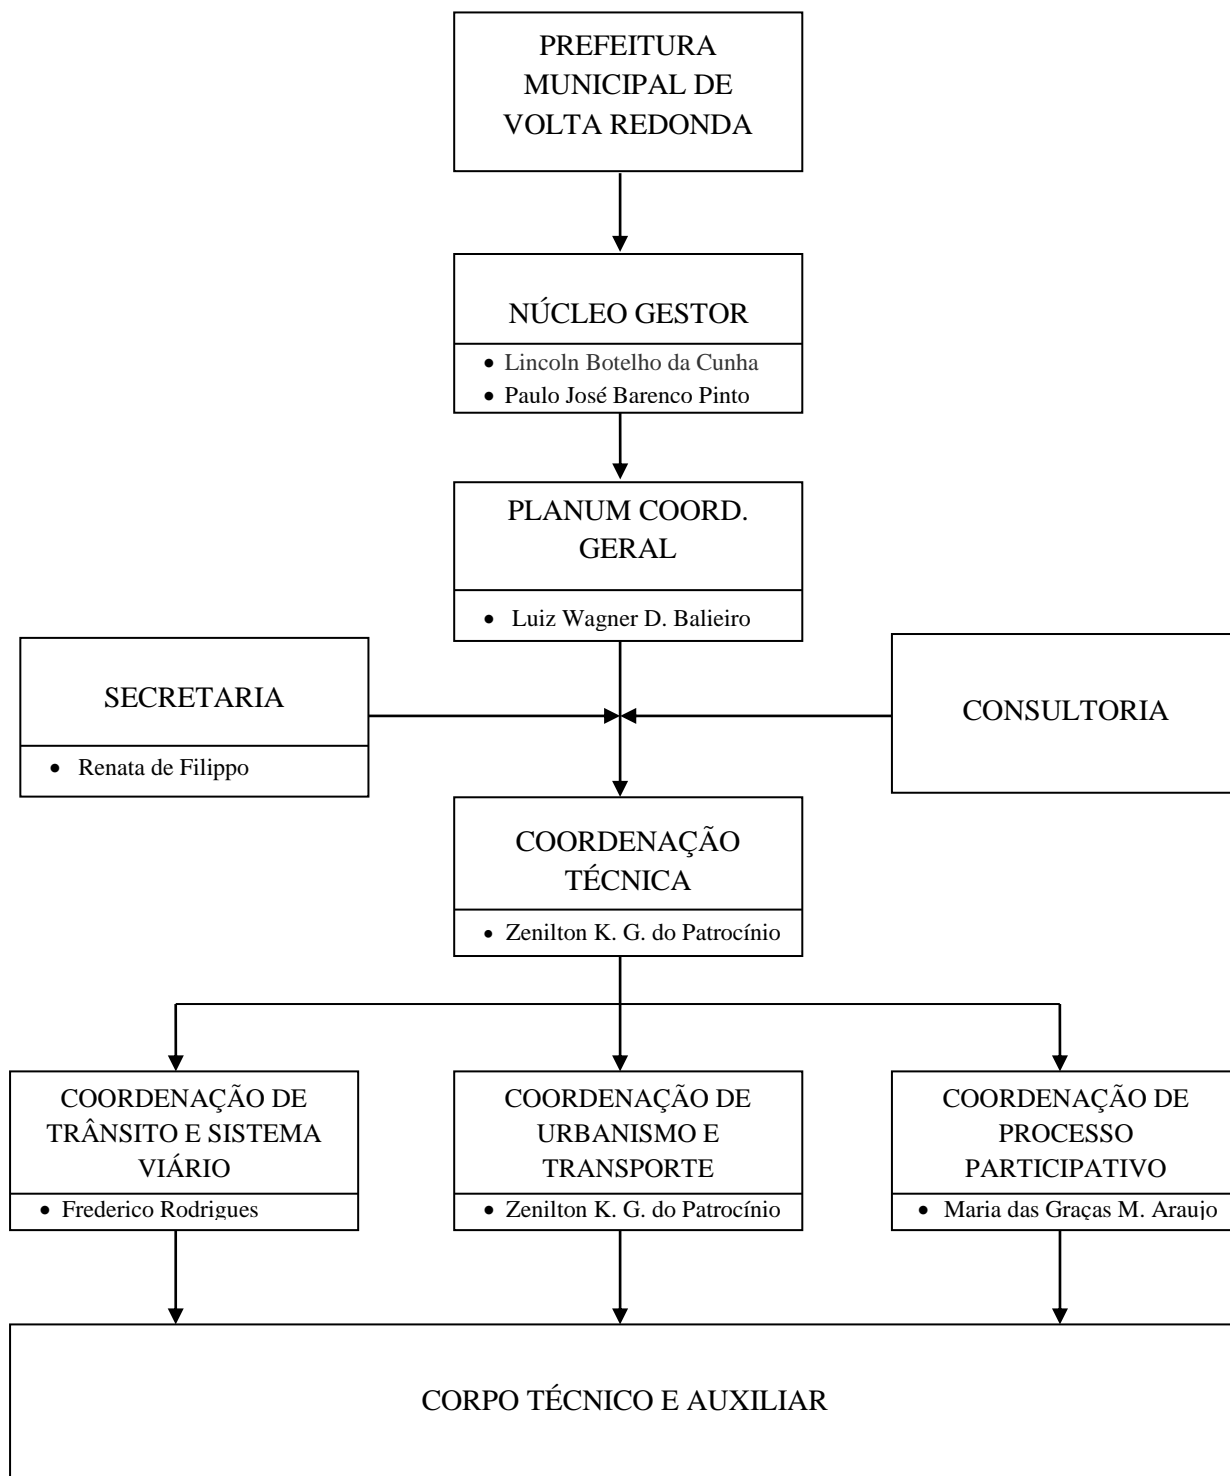 PREFEITURA
MUNICIPAL DE
VOLTA REDONDA
NÚCLEO GESTOR
• Lincoln Botelho da Cunha
• Paulo José Barenco Pinto
PLANUM COORD.
GERAL
• Luiz Wagner D. Balieiro
SECRETARIA
• Renata de Filippo
CONSULTORIA
COORDENAÇÃO
TÉCNICA
• Zenilton K. G. do Patrocínio
COORDENAÇÃO DE
TRÂNSITO E SISTEMA
VIÁRIO
• Frederico Rodrigues
COORDENAÇÃO DE
URBANISMO E
TRANSPORTE
• Zenilton K. G. do Patrocínio
COORDENAÇÃO DE
PROCESSO
PARTICIPATIVO
• Maria das Graças M. Araujo
CORPO TÉCNICO E AUXILIAR